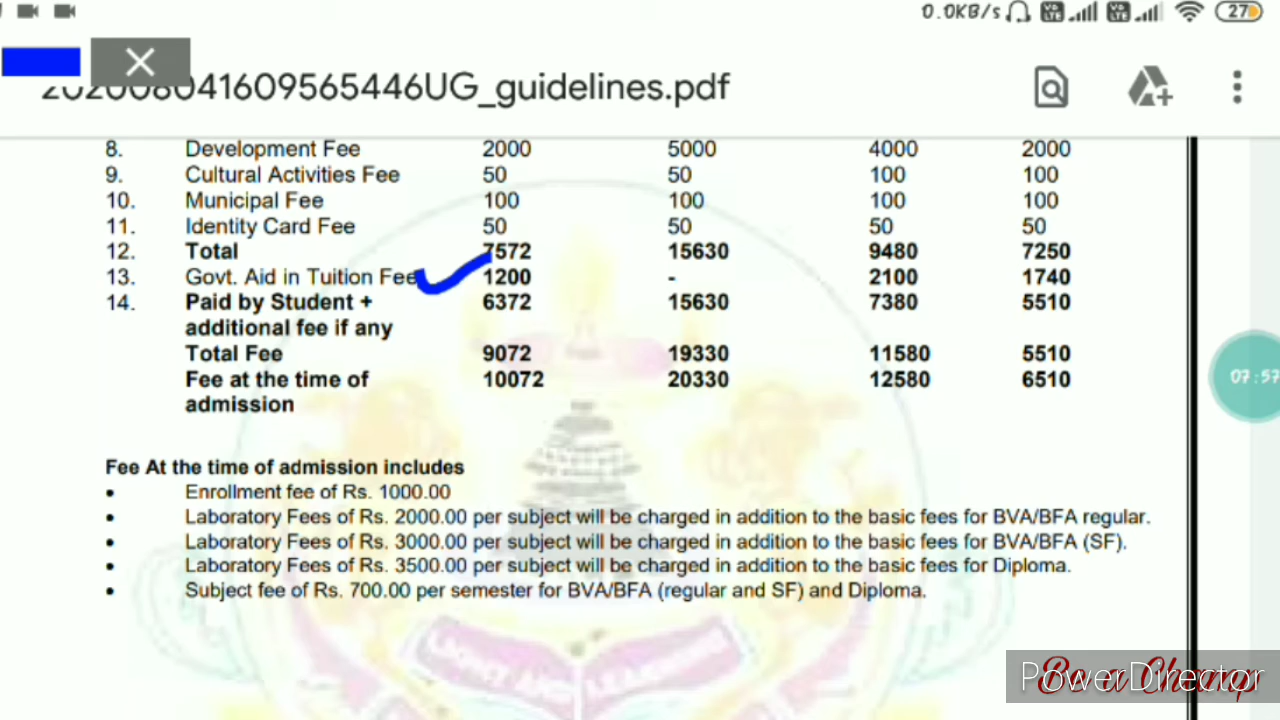 0.0KB/s Vo LTE Vo LTE 27
202008041609565446UG_guidelines.pdf
8. Development Fee 2000 5000 4000 2000
9. Cultural Activities Fee 50 50 100 100
10. Municipal Fee 100 100 100 100
11. Identity Card Fee 50 50 50 50
12. Total 7572 15630 9480 7250
13. Govt. Aid in Tuition Fee 1200 - 2100 1740
14. Paid by Student + 6372 15630 7380 5510
additional fee if any
Total Fee 9072 19330 11580 5510
Fee at the time of 10072 20330 12580 6510
admission
07:57
Fee At the time of admission includes
• Enrollment fee of Rs. 1000.00
• Laboratory Fees of Rs. 2000.00 per subject will be charged in addition to the basic fees for BVA/BFA regular.
• Laboratory Fees of Rs. 3000.00 per subject will be charged in addition to the basic fees for BVA/BFA (SF).
• Laboratory Fees of Rs. 3500.00 per subject will be charged in addition to the basic fees for Diploma.
• Subject fee of Rs. 700.00 per semester for BVA/BFA (regular and SF) and Diploma.
LEARNING
Be a Champ
PowerDirector